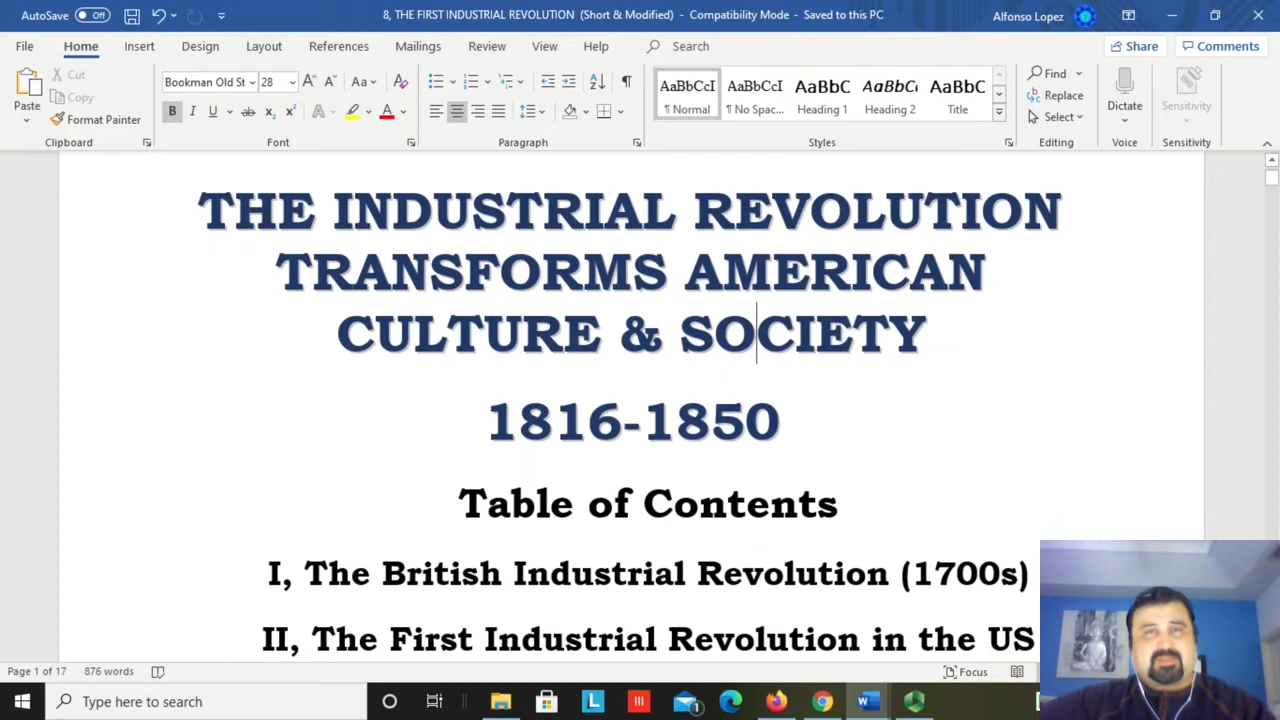 AutoSave Off 8, THE FIRST INDUSTRIAL REVOLUTION (Short & Modified) - Compatibility Mode - Saved to this PC Alfonso Lopez
File Home Insert Design Layout References Mailings Review View Help Search Share Comments
Paste Cut Copy Format Painter
Bookman Old St 28 Aa
B I U ab x₂ x² A A
AaBbCcI AaBbCcI AaBbC AaBbCc AaBbC
¶ Normal ¶ No Spac... Heading 1 Heading 2 Title
Find Replace Select
Dictate Sensitivity
Clipboard Font Paragraph Styles Editing Voice Sensitivity
THE INDUSTRIAL REVOLUTION
TRANSFORMS AMERICAN
CULTURE & SOCIETY
1816-1850
Table of Contents
I, The British Industrial Revolution (1700s)
II, The First Industrial Revolution in the US
Page 1 of 17 876 words Focus
Type here to search L 1 W